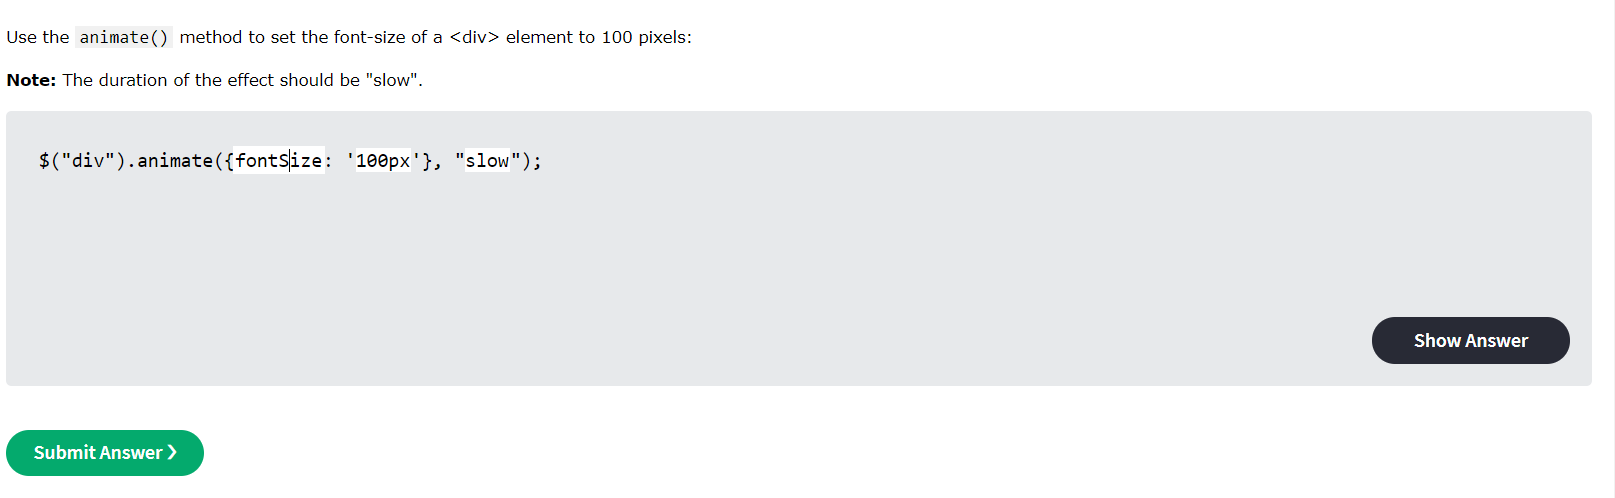 Use the animate() method to set the font-size of a <div> element to 100 pixels:
Note: The duration of the effect should be "slow".
$("div").animate({fontSize: '100px'}, "slow");
Show Answer
Submit Answer ❯